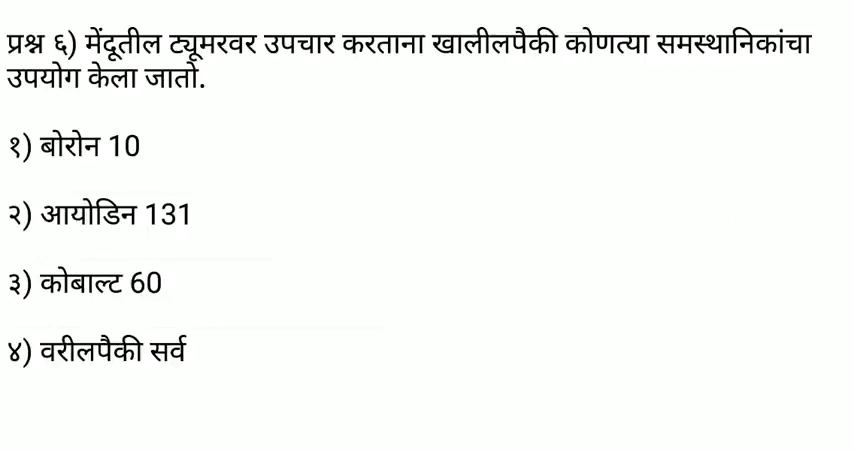 प्रश्न ६) मेंदूतील ट्यूमरवर उपचार करताना खालीलपैकी कोणत्या समस्थानिकांचा
उपयोग केला जातो.
१) बोरोन 10
२) आयोडिन 131
३) कोबाल्ट 60
४) वरीलपैकी सर्व